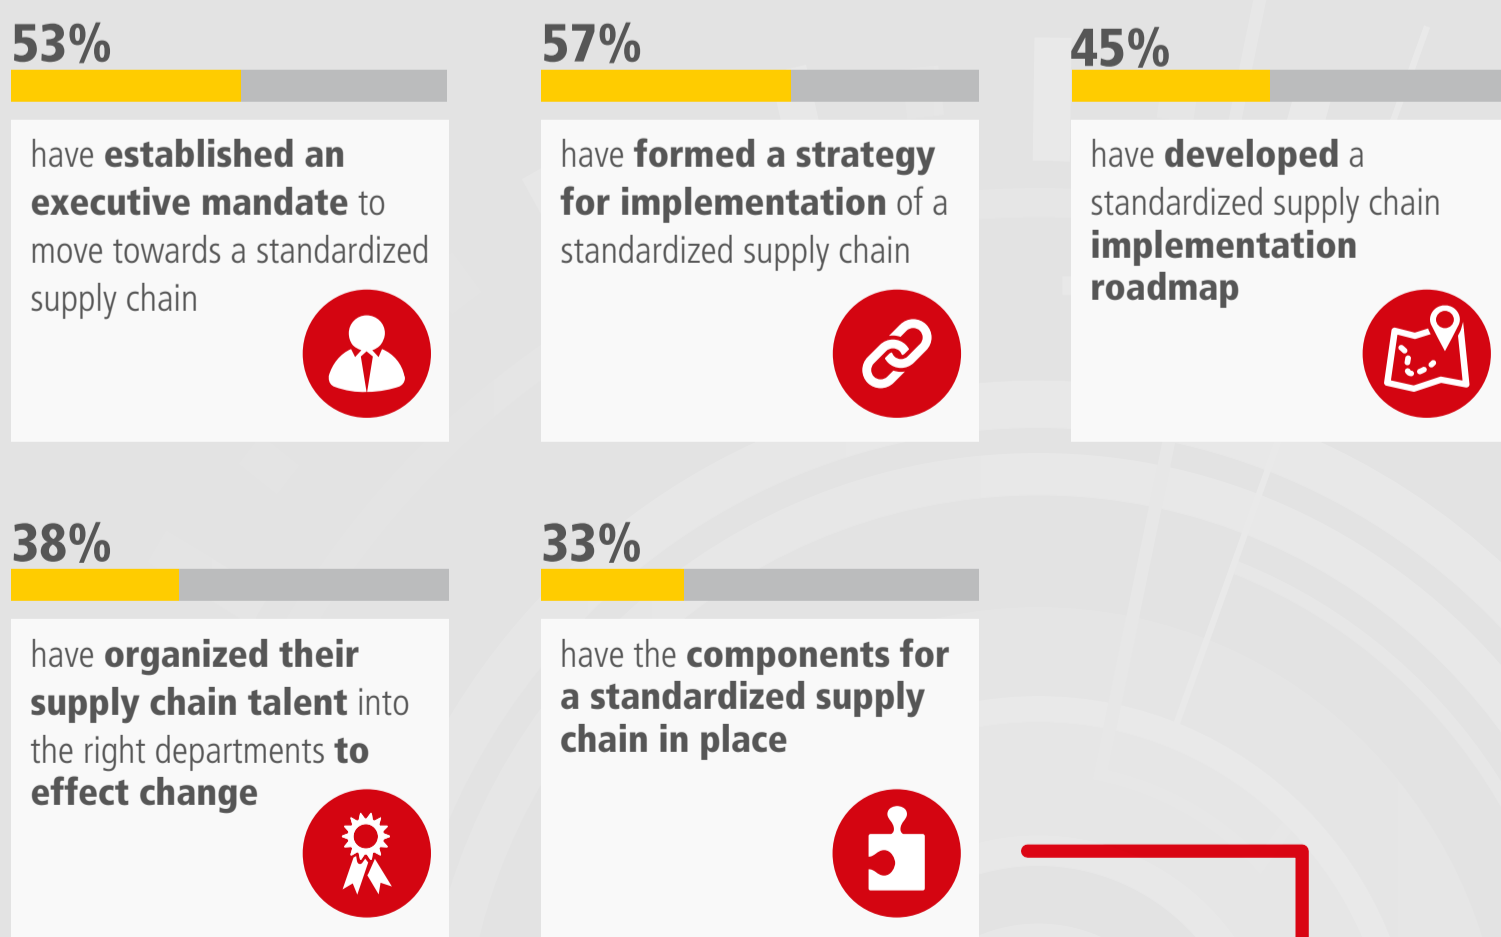 53%
have established an
executive mandate to
move towards a standardized
supply chain
57%
have formed a strategy
for implementation of a
standardized supply chain
45%
have developed a
standardized supply chain
implementation
roadmap
38%
have organized their
supply chain talent into
the right departments to
effect change
33%
have the components for
a standardized supply
chain in place